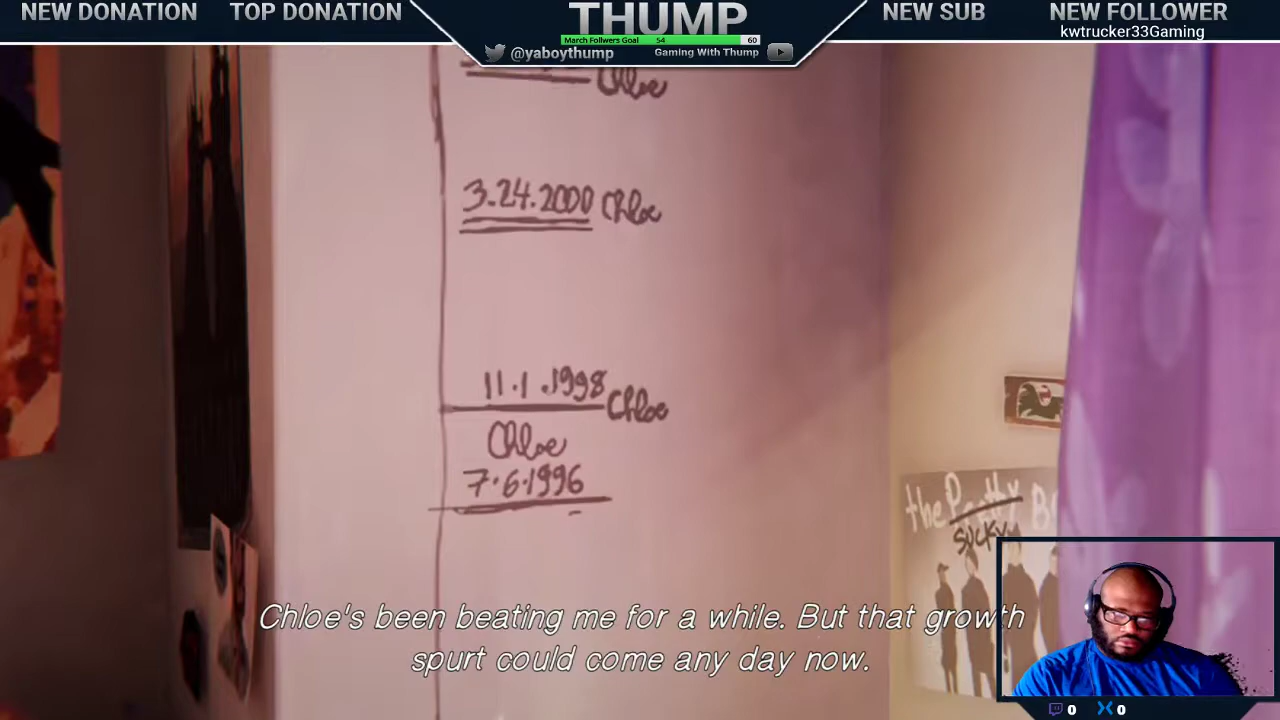 NEW DONATION
TOP DONATION
THUMP
NEW SUB
NEW FOLLOWER
kwtrucker33Gaming
March Follwers Goal 54 60
@yaboythump
Gaming With Thump
Chloe
3.24.2000 Chloe
11.1.1998 Chloe
Chloe
7.6.1996
the Pretty B
SUCKY
Chloe's been beating me for a while. But that growth
spurt could come any day now.
0 0